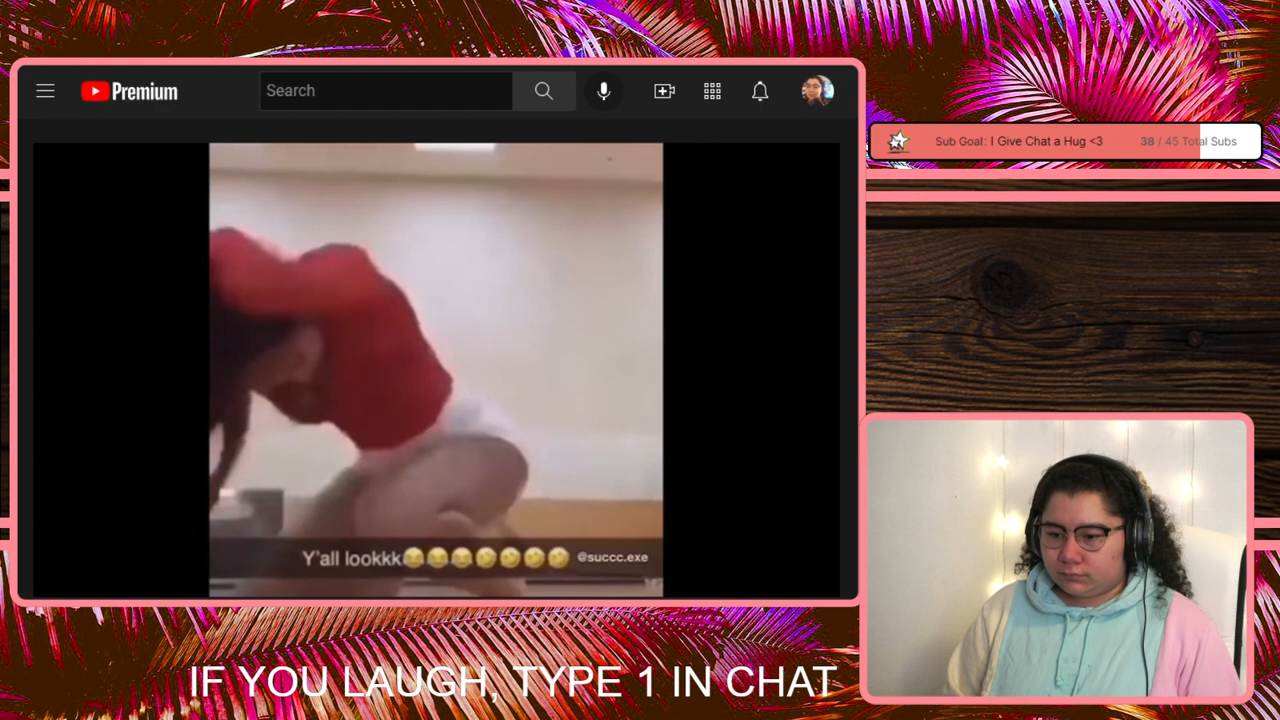 Premium
Search
Sub Goal: I Give Chat a Hug <3 38 / 45 Total Subs
Y'all lookkk😂😂😂🤣🤣🤣🤣 @succc.exe
IF YOU LAUGH, TYPE 1 IN CHAT